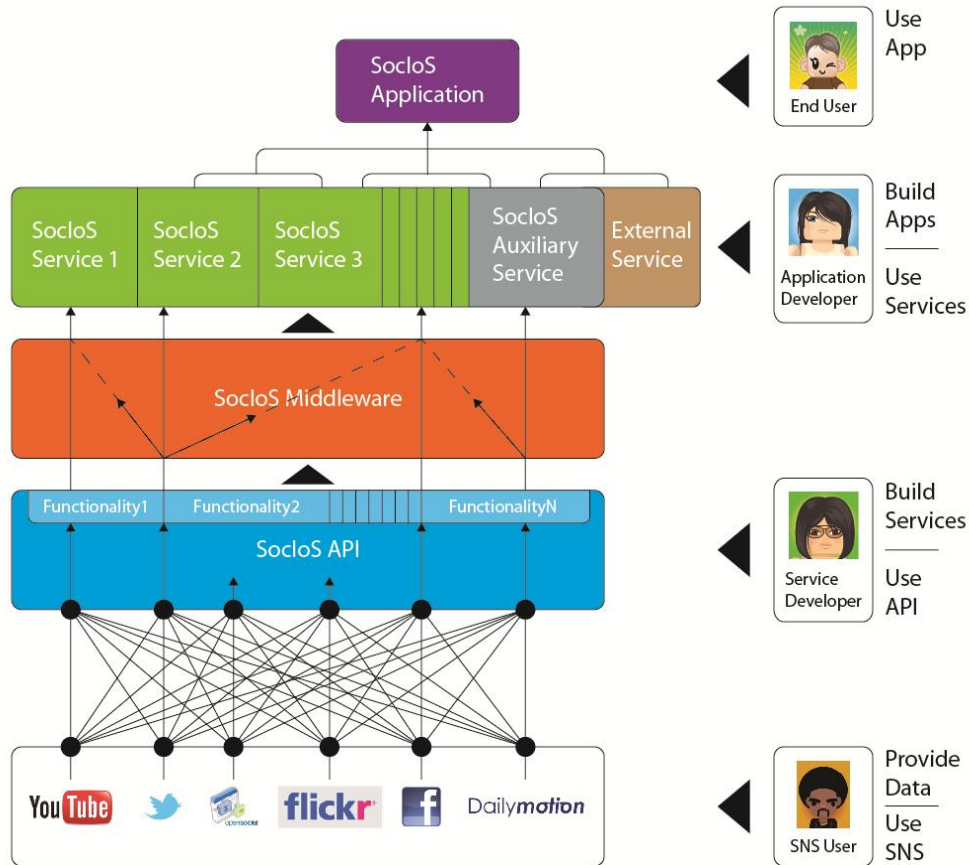 SocIoS
Application
Use
App
End User
SocIoS
Service 1
SocIoS
Service 2
SocIoS
Service 3
SocIoS
Auxiliary
Service
External
Service
Build
Apps
Use
Services
Application
Developer
SocIoS Middleware
Functionality1
Functionality2
FunctionalityN
SocIoS API
Build
Services
Use
API
Service
Developer
YouTube
opensocial
flickr
f
Dailymotion
Provide
Data
Use
SNS
SNS User